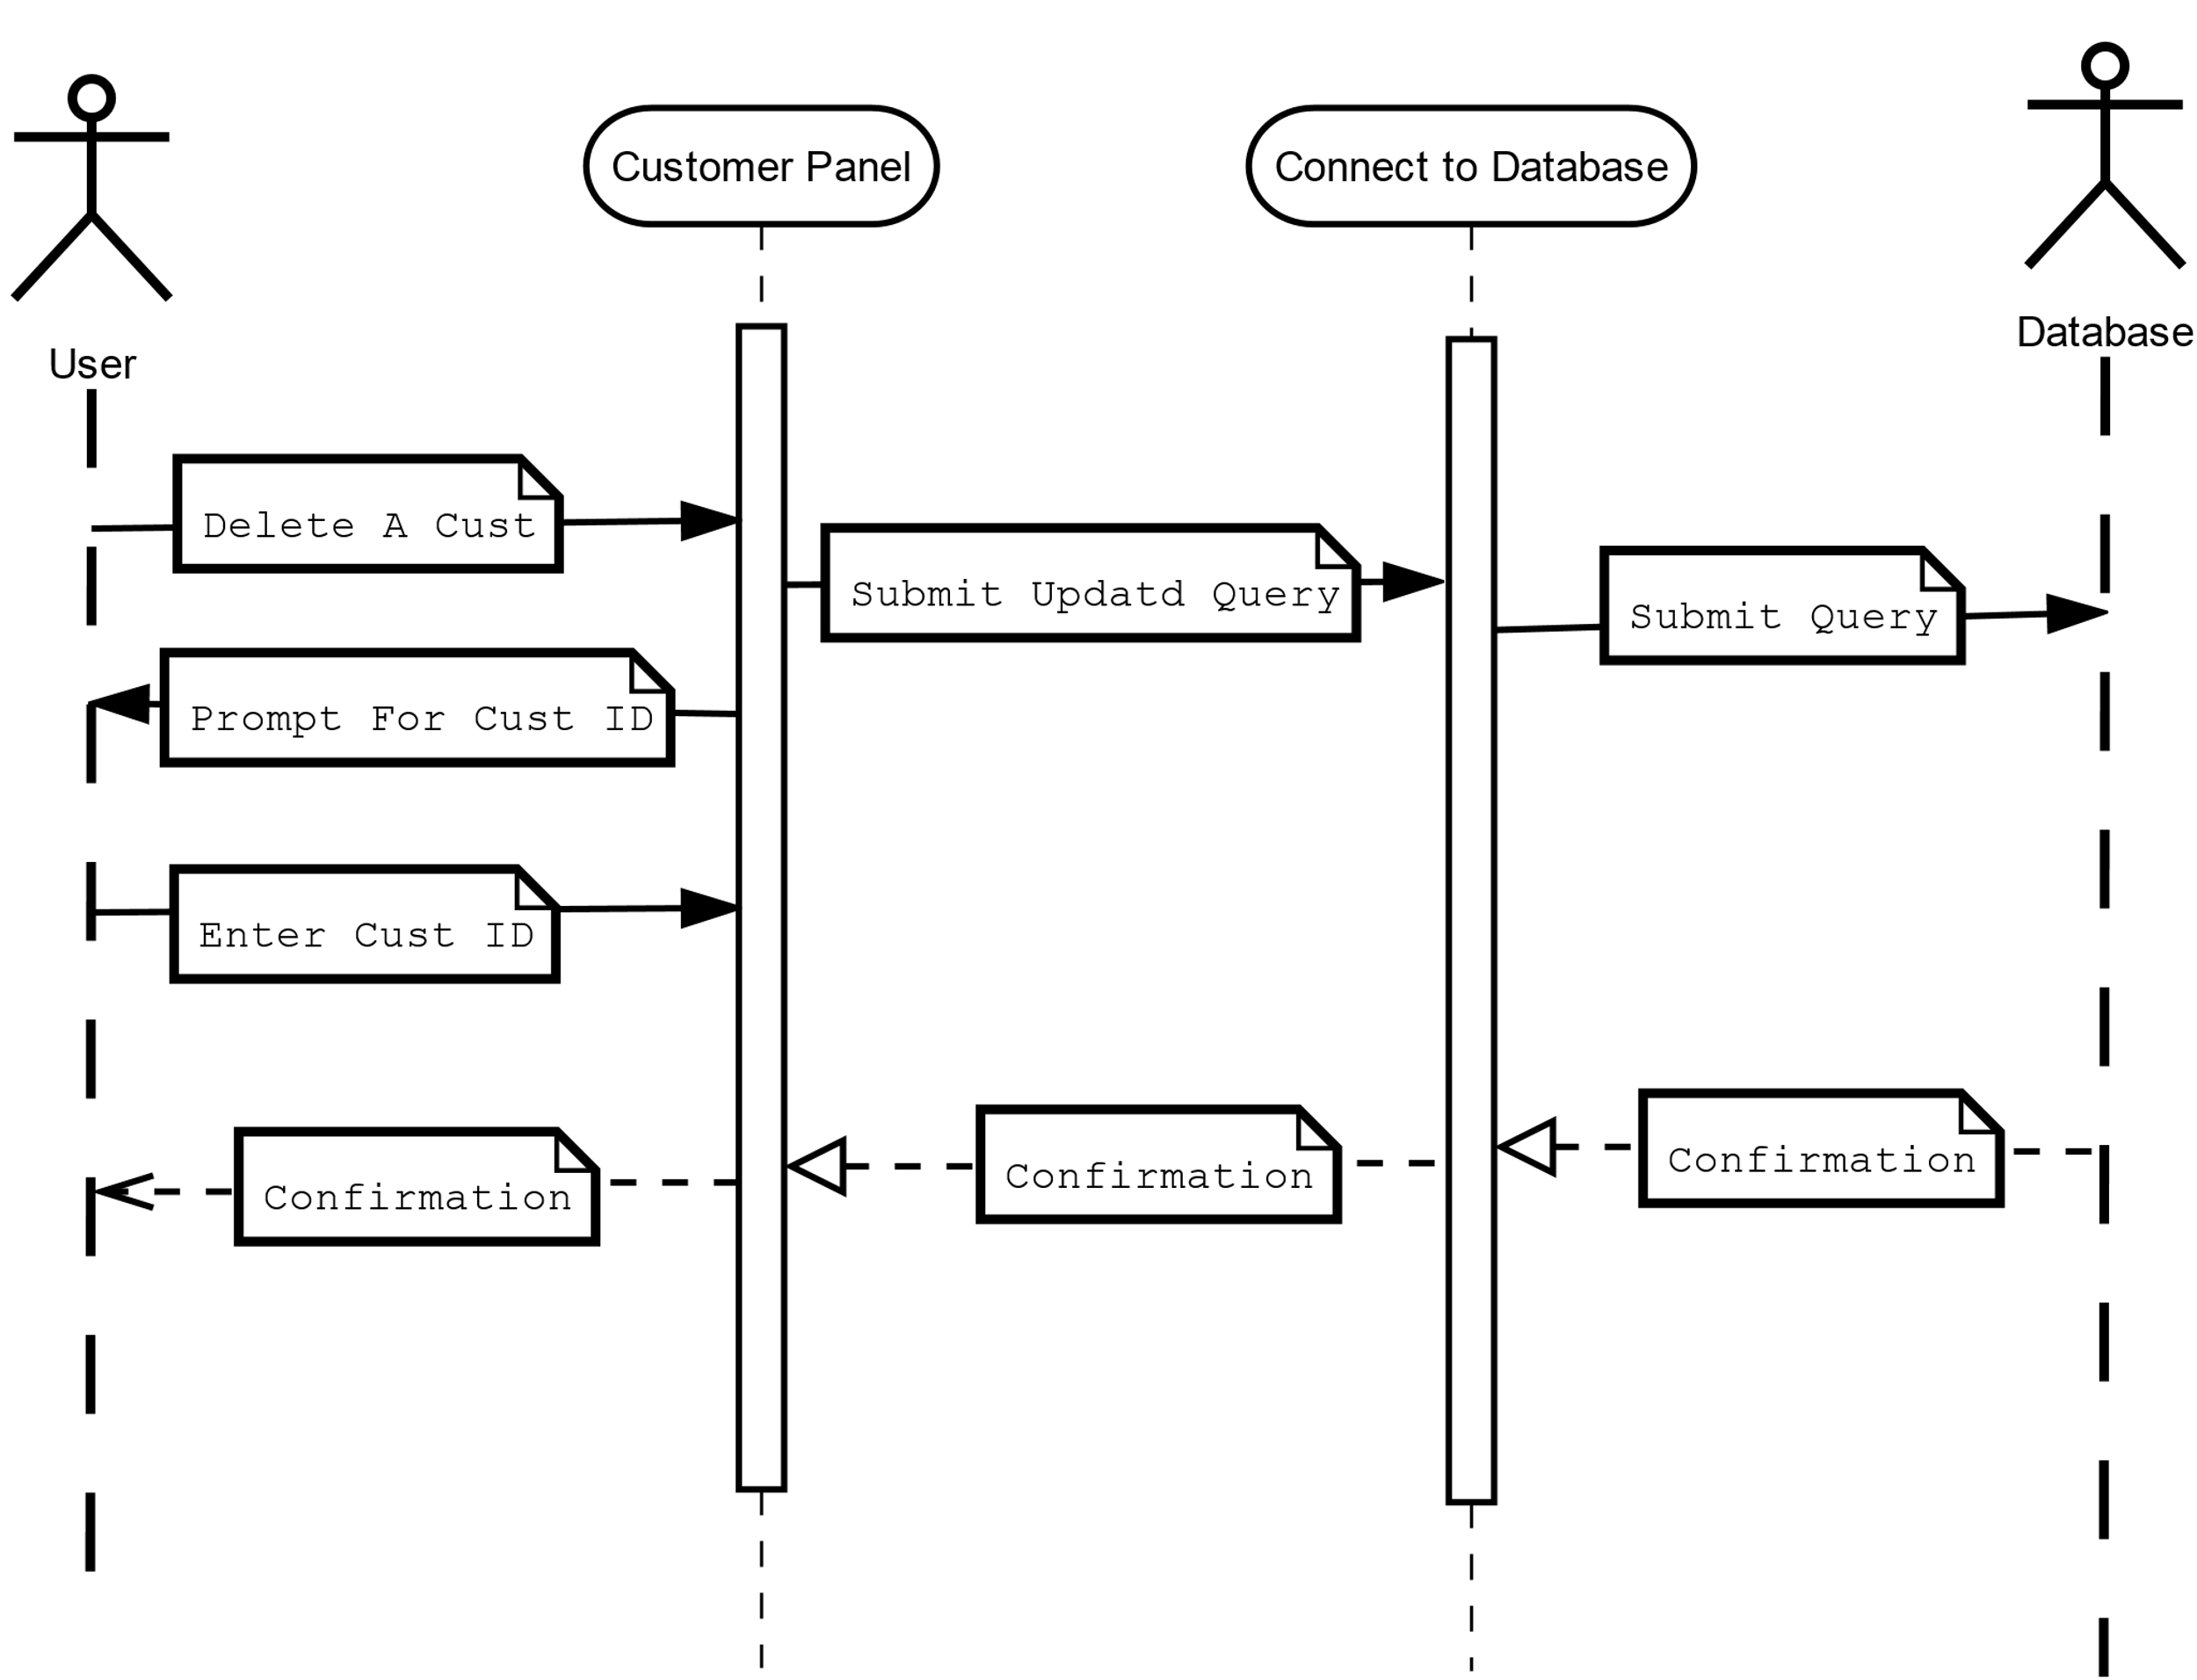 Customer Panel
Connect to Database
User
Database
Delete A Cust
Submit Updatd Query
Submit Query
Prompt For Cust ID
Enter Cust ID
Confirmation
Confirmation
Confirmation